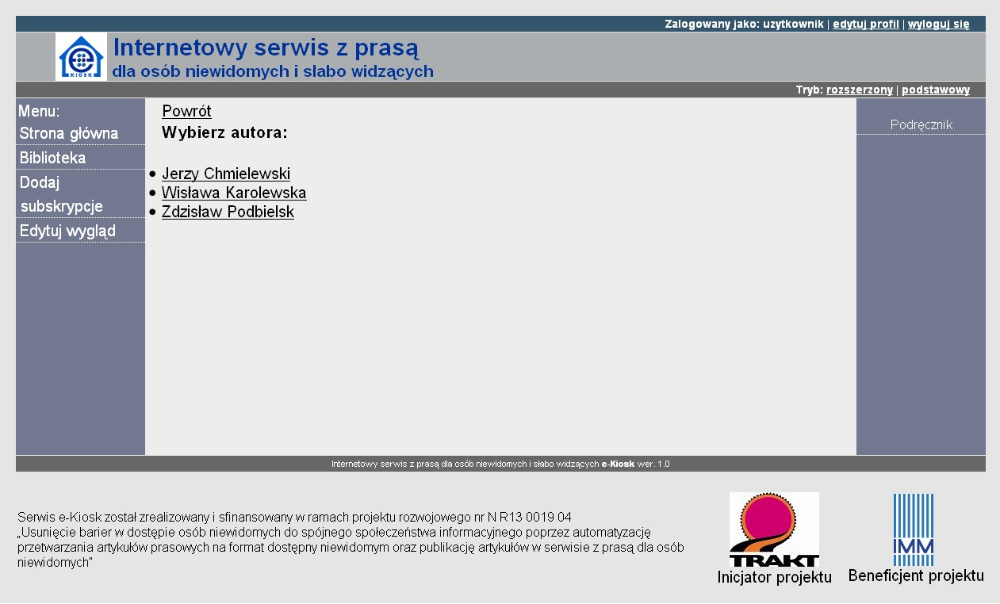 Zalogowany jako: uzytkownik | edytuj profil | wyloguj się
KIOSK
Internetowy serwis z prasą
dla osób niewidomych i slabo widzących
Tryb: rozszerzony | podstawowy
Menu:
Strona główna
Biblioteka
Dodaj
subskrypcje
Edytuj wygląd
Powrót
Wybierz autora:
• Jerzy Chmielewski
• Wisława Karolewska
• Zdzisław Podbielsk
Podręcznik
Internetowy serwis z prasą dla osób niewidomych i słabo widzących e-Kiosk wer. 1.0
Serwis e-Kiosk został zrealizowany i sfinansowany w ramach projektu rozwojowego nr N R13 0019 04
„Usunięcie barier w dostępie osób niewidomych do spójnego społeczeństwa informacyjnego poprzez automatyzację
przetwarzania artykułów prasowych na format dostępny niewidomym oraz publikację artykułów w serwisie z prasą dla osób
niewidomych”
TRAKT
Inicjator projektu
IMM
Beneficjent projektu